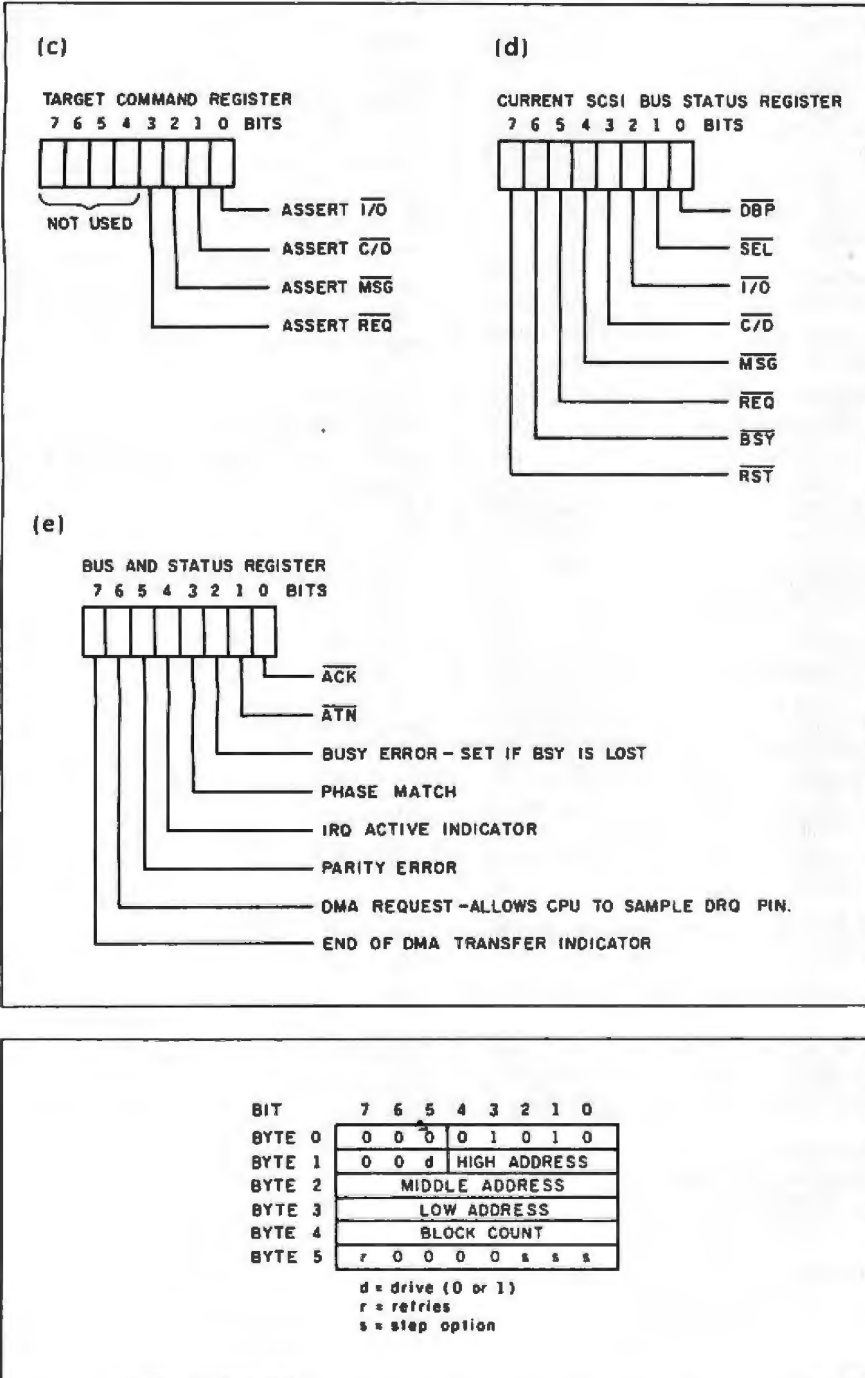 (c)
TARGET COMMAND REGISTER
7 6 5 4 3 2 1 0 BITS
NOT USED
ASSERT I/O
ASSERT C/D
ASSERT MSG
ASSERT REQ
(d)
CURRENT SCSI BUS STATUS REGISTER
7 6 5 4 3 2 1 0 BITS
DBP
SEL
I/O
C/D
MSG
REQ
BSY
RST
(e)
BUS AND STATUS REGISTER
7 6 5 4 3 2 1 0 BITS
ACK
ATN
BUSY ERROR - SET IF BSY IS LOST
PHASE MATCH
IRQ ACTIVE INDICATOR
PARITY ERROR
DMA REQUEST - ALLOWS CPU TO SAMPLE DRQ PIN.
END OF DMA TRANSFER INDICATOR
BIT 7 6 5 4 3 2 1 0
BYTE 0 0 0 0 0 1 0 1 0
BYTE 1 0 0 d HIGH ADDRESS
BYTE 2 MIDDLE ADDRESS
BYTE 3 LOW ADDRESS
BYTE 4 BLOCK COUNT
BYTE 5 r 0 0 0 0 s s s
d = drive (0 or 1)
r = retries
s = step option